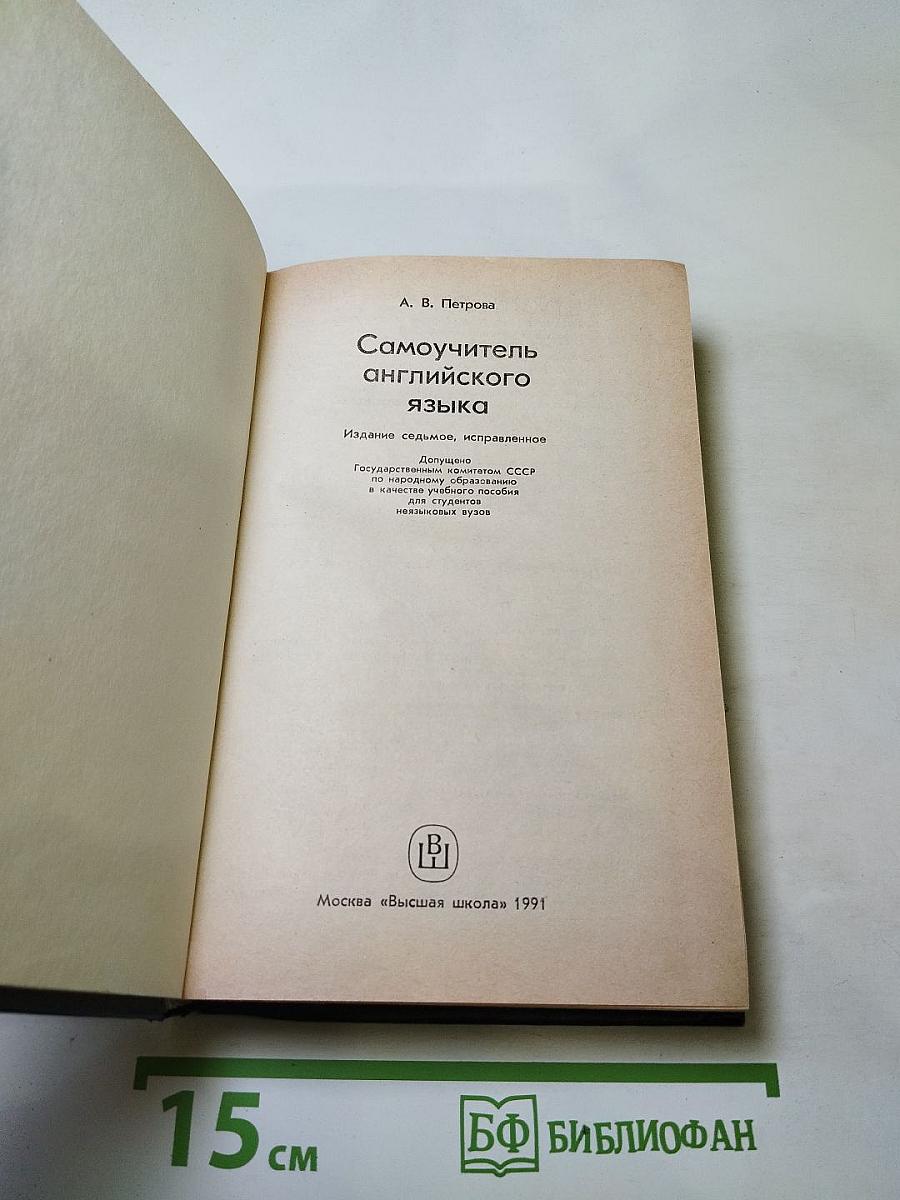 А. В. Петрова
Самоучитель
английского
языка
Издание седьмое, исправленное
Допущено
Государственным комитетом СССР
по народному образованию
в качестве учебного пособия
для студентов
неязыковых вузов
ВШ
Москва «Высшая школа» 1991
15 см
БФ БИБЛИОФАН